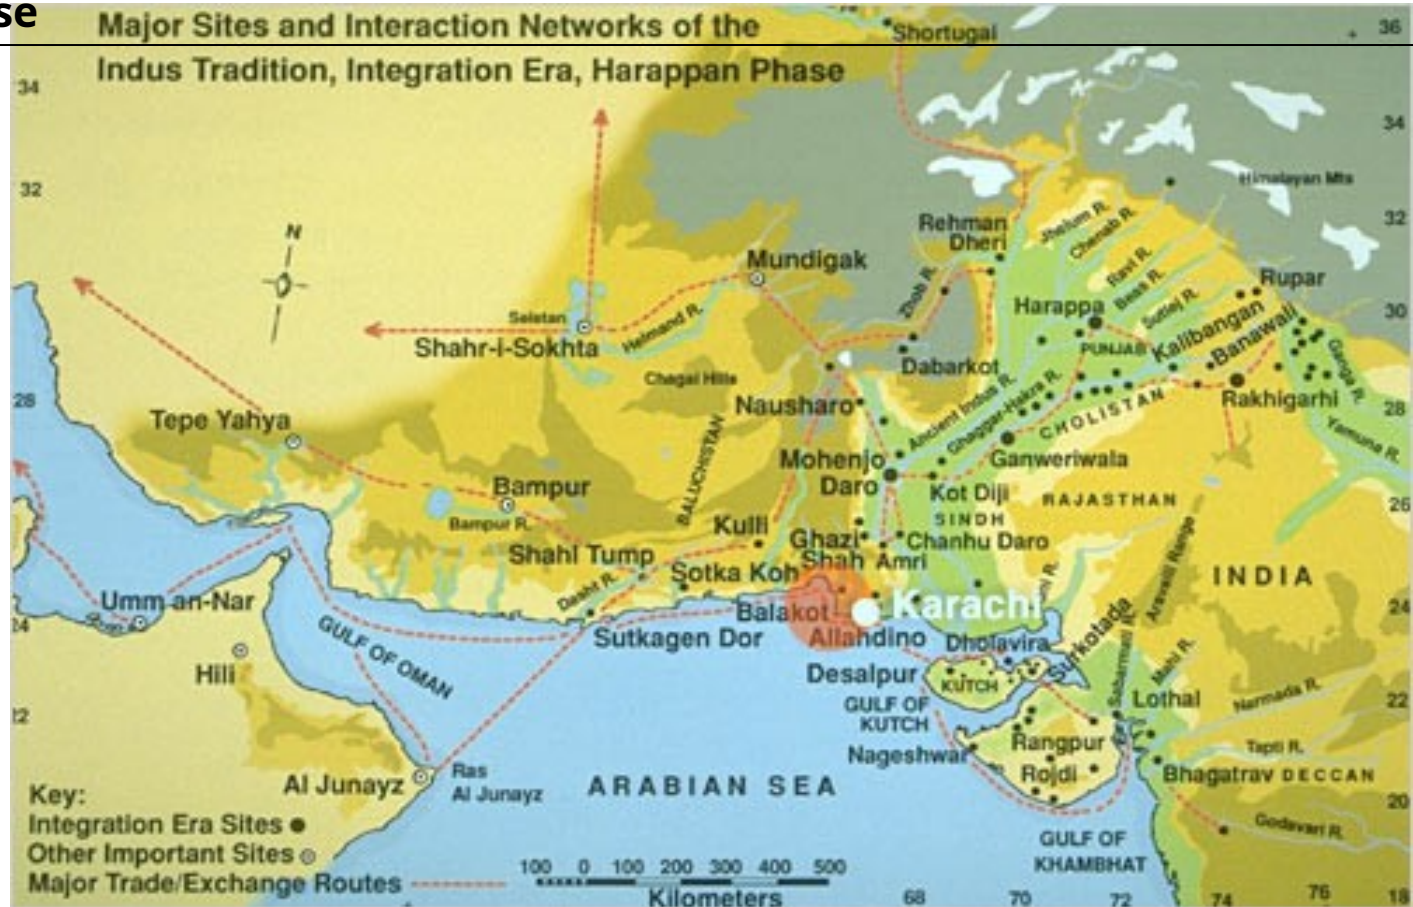 se
Major Sites and Interaction Networks of the
Indus Tradition, Integration Era, Harappan Phase
Shortugal
36
34
34
32
32
Himalayan Mts
N
Rehman
Dheri
Jhelum R.
Chenab R.
Ravi R.
Beas R.
Sutlej R.
Mundigak
Zhob R.
Harappa
Rupar
30
Seistan
Helmand R.
Shahr-i-Sokhta
PUNJAB
Kalibangan
Banawali
Ganga R.
Dabarkot
Chagai Hills
28
Nausharo
Ancient Indus R.
Ghaggar-Hakra R.
CHOLISTAN
Rakhigarhi
28
Tepe Yahya
BALUCHISTAN
Yamuna R.
Mohenjo
Daro
Ganweriwala
Bampur
Bampur R.
Kot Diji
RAJASTHAN
26
Kulli
SINDH
Ghazi
Shah
Amri
Chanhu Daro
Shahi Tump
Sotka Koh
Dasht R.
Aravalli Range
INDIA
Umm an-Nar
Balakot
Karachi
24
24
GULF OF OMAN
Sutkagen Dor
Allahdino
Dholavira
Surkotada
Hili
Desalpur
KUTCH
Sabarmati R.
Mahi R.
Lothal
Narmada R.
22
22
GULF OF
KUTCH
Nageshwar
Rangpur
Tapti R.
Rojdi
Bhagatrav
DECCAN
Al Junayz
Ras
Al Junayz
ARABIAN SEA
20
Godavari R.
Key:
Integration Era Sites
Other Important Sites
Major Trade/Exchange Routes
GULF OF
KHAMBHAT
100 0 100 200 300 400 500
Kilometers
68 70 72 74 76 18